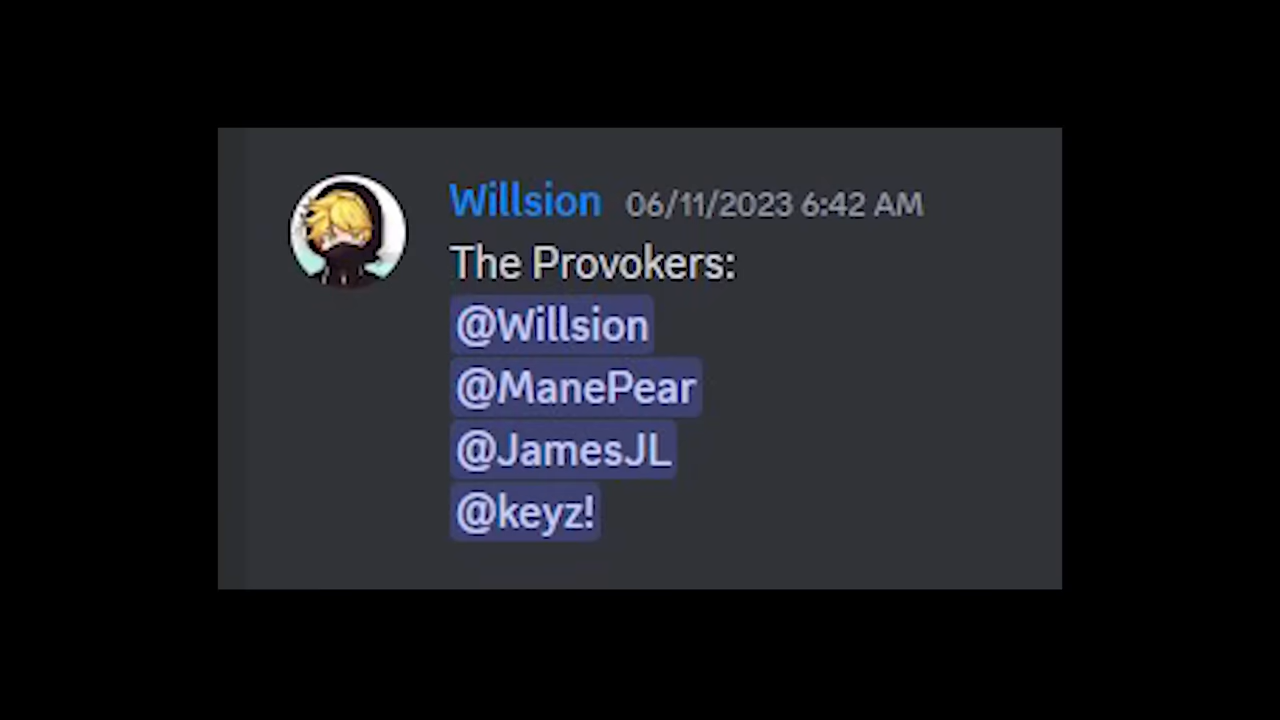 Willsion 06/11/2023 6:42 AM
The Provokers:
@Willsion
@ManePear
@JamesJL
@keyz!